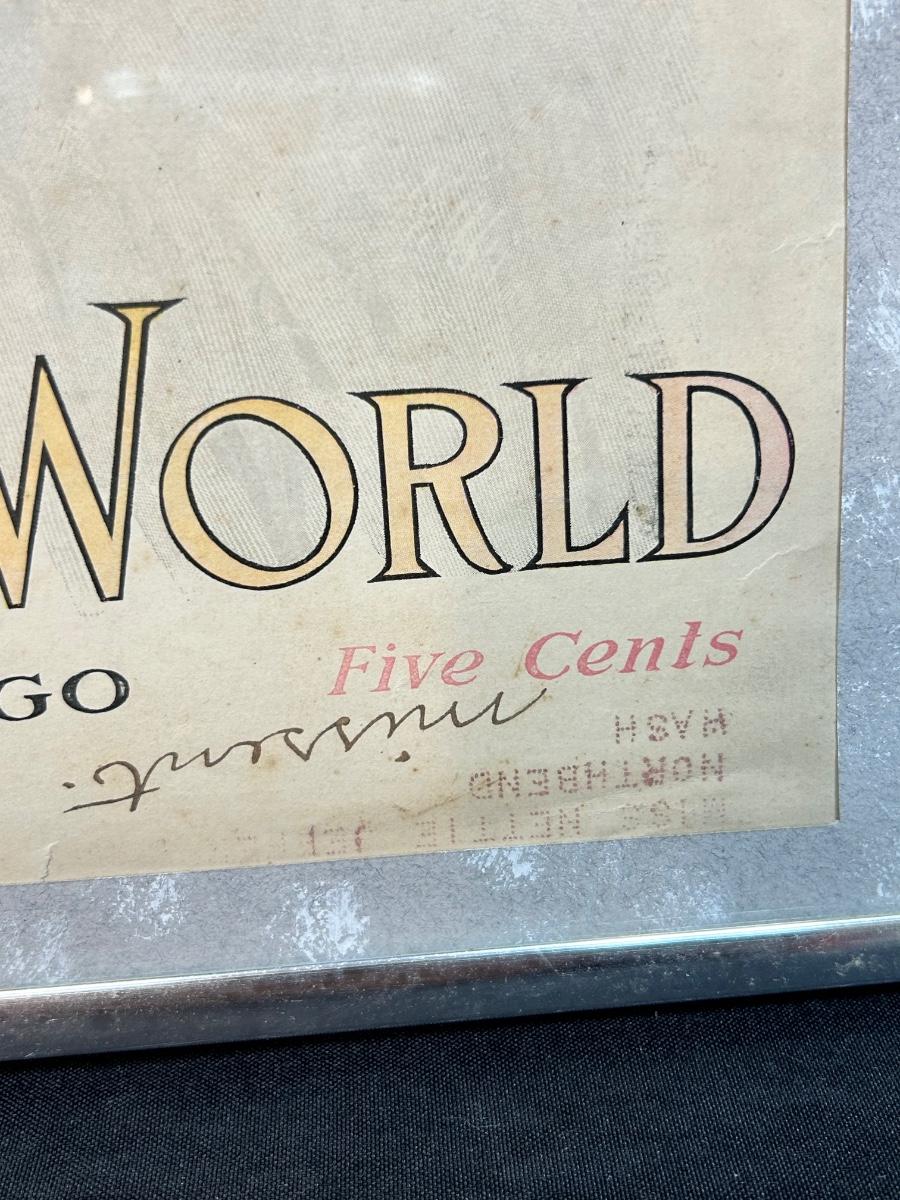 WORLD
GO
Five Cents
missent.
MISS NETTIE
NORTHBEND
WASH